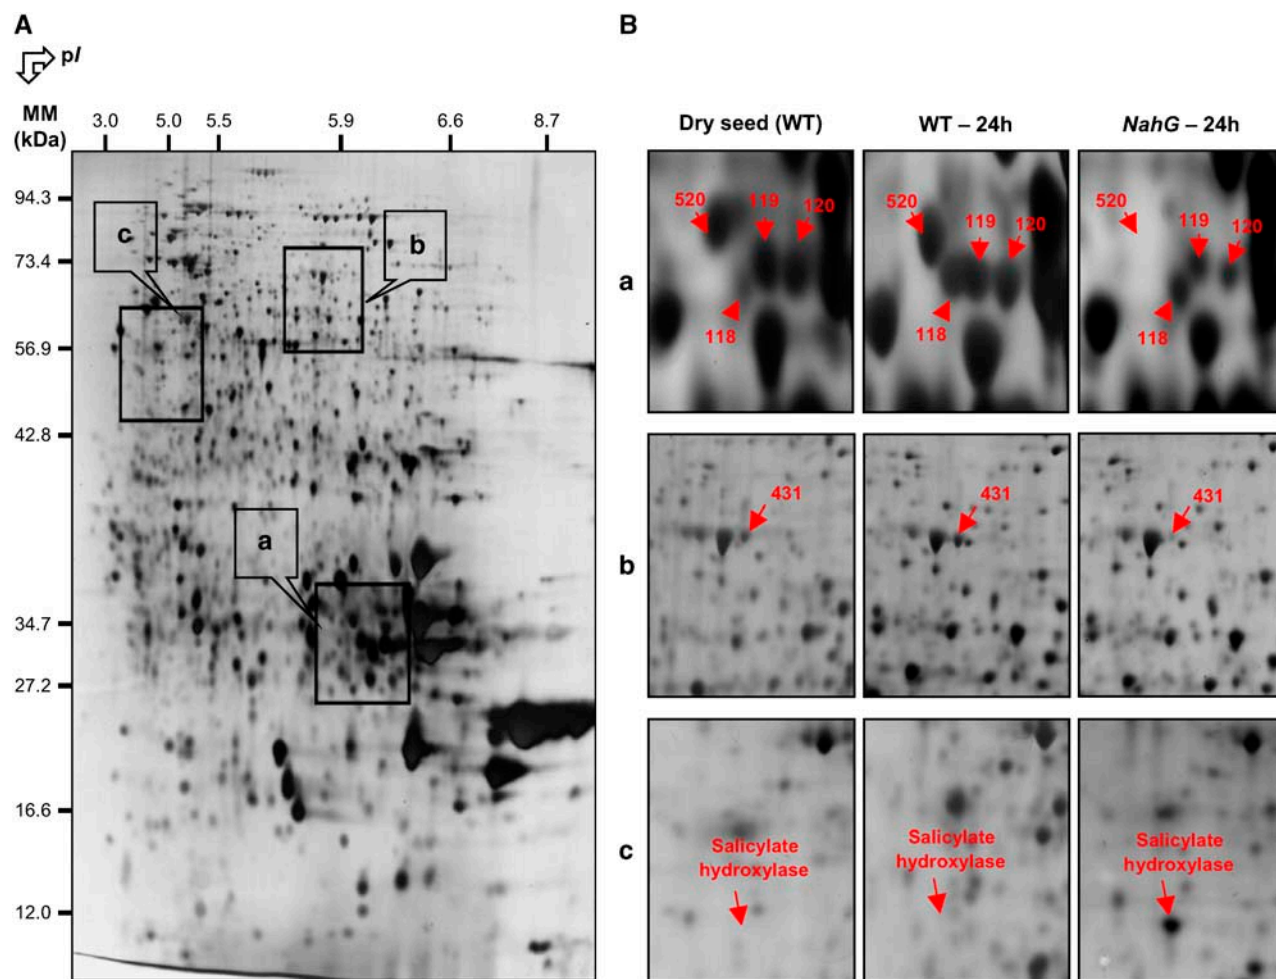 A
B
pI
MM
(kDa)
3.0 5.0 5.5 5.9 6.6 8.7
94.3
73.4
56.9
42.8
34.7
27.2
16.6
12.0
c
b
a
Dry seed (WT)
WT – 24h
NahG – 24h
a
520
119
120
118
520
119
120
118
520
119
120
118
b
431
431
431
c
Salicylate
hydroxylase
Salicylate
hydroxylase
Salicylate
hydroxylase